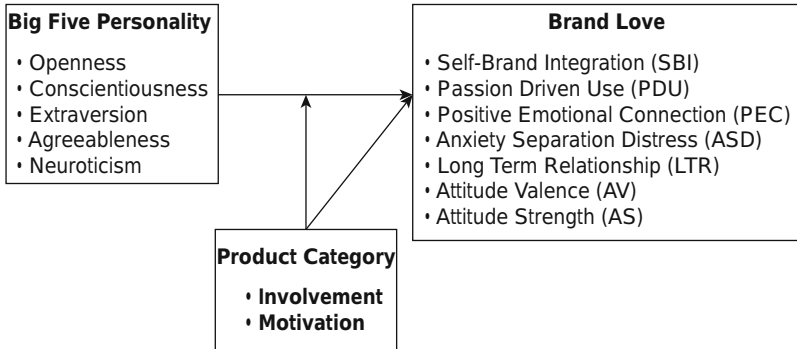 Big Five Personality
• Openness
• Conscientiousness
• Extraversion
• Agreeableness
• Neuroticism
Brand Love
• Self-Brand Integration (SBI)
• Passion Driven Use (PDU)
• Positive Emotional Connection (PEC)
• Anxiety Separation Distress (ASD)
• Long Term Relationship (LTR)
• Attitude Valence (AV)
• Attitude Strength (AS)
Product Category
• Involvement
• Motivation